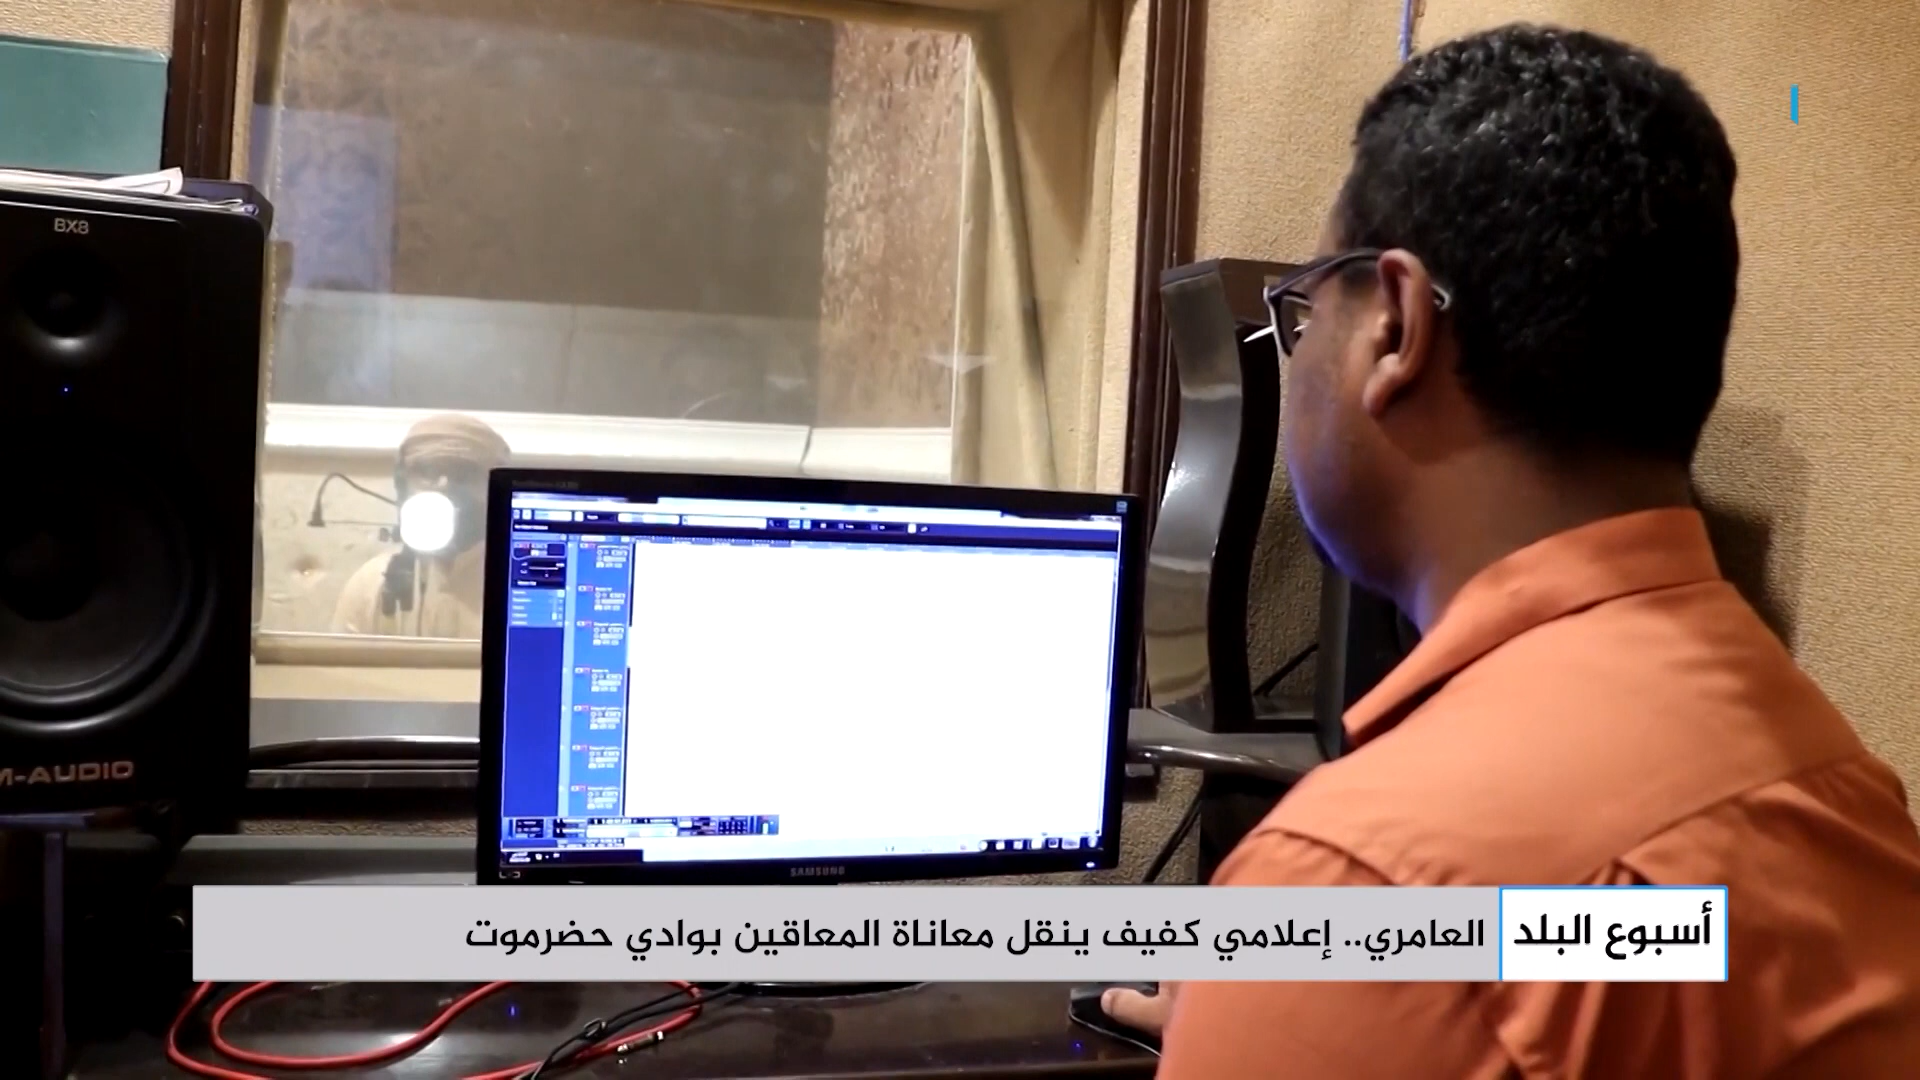 BX8
M-AUDIO
SAMSUNG
أسبوع البلد
العامري.. إعلامي كفيف ينقل معاناة المعاقين بوادي حضرموت